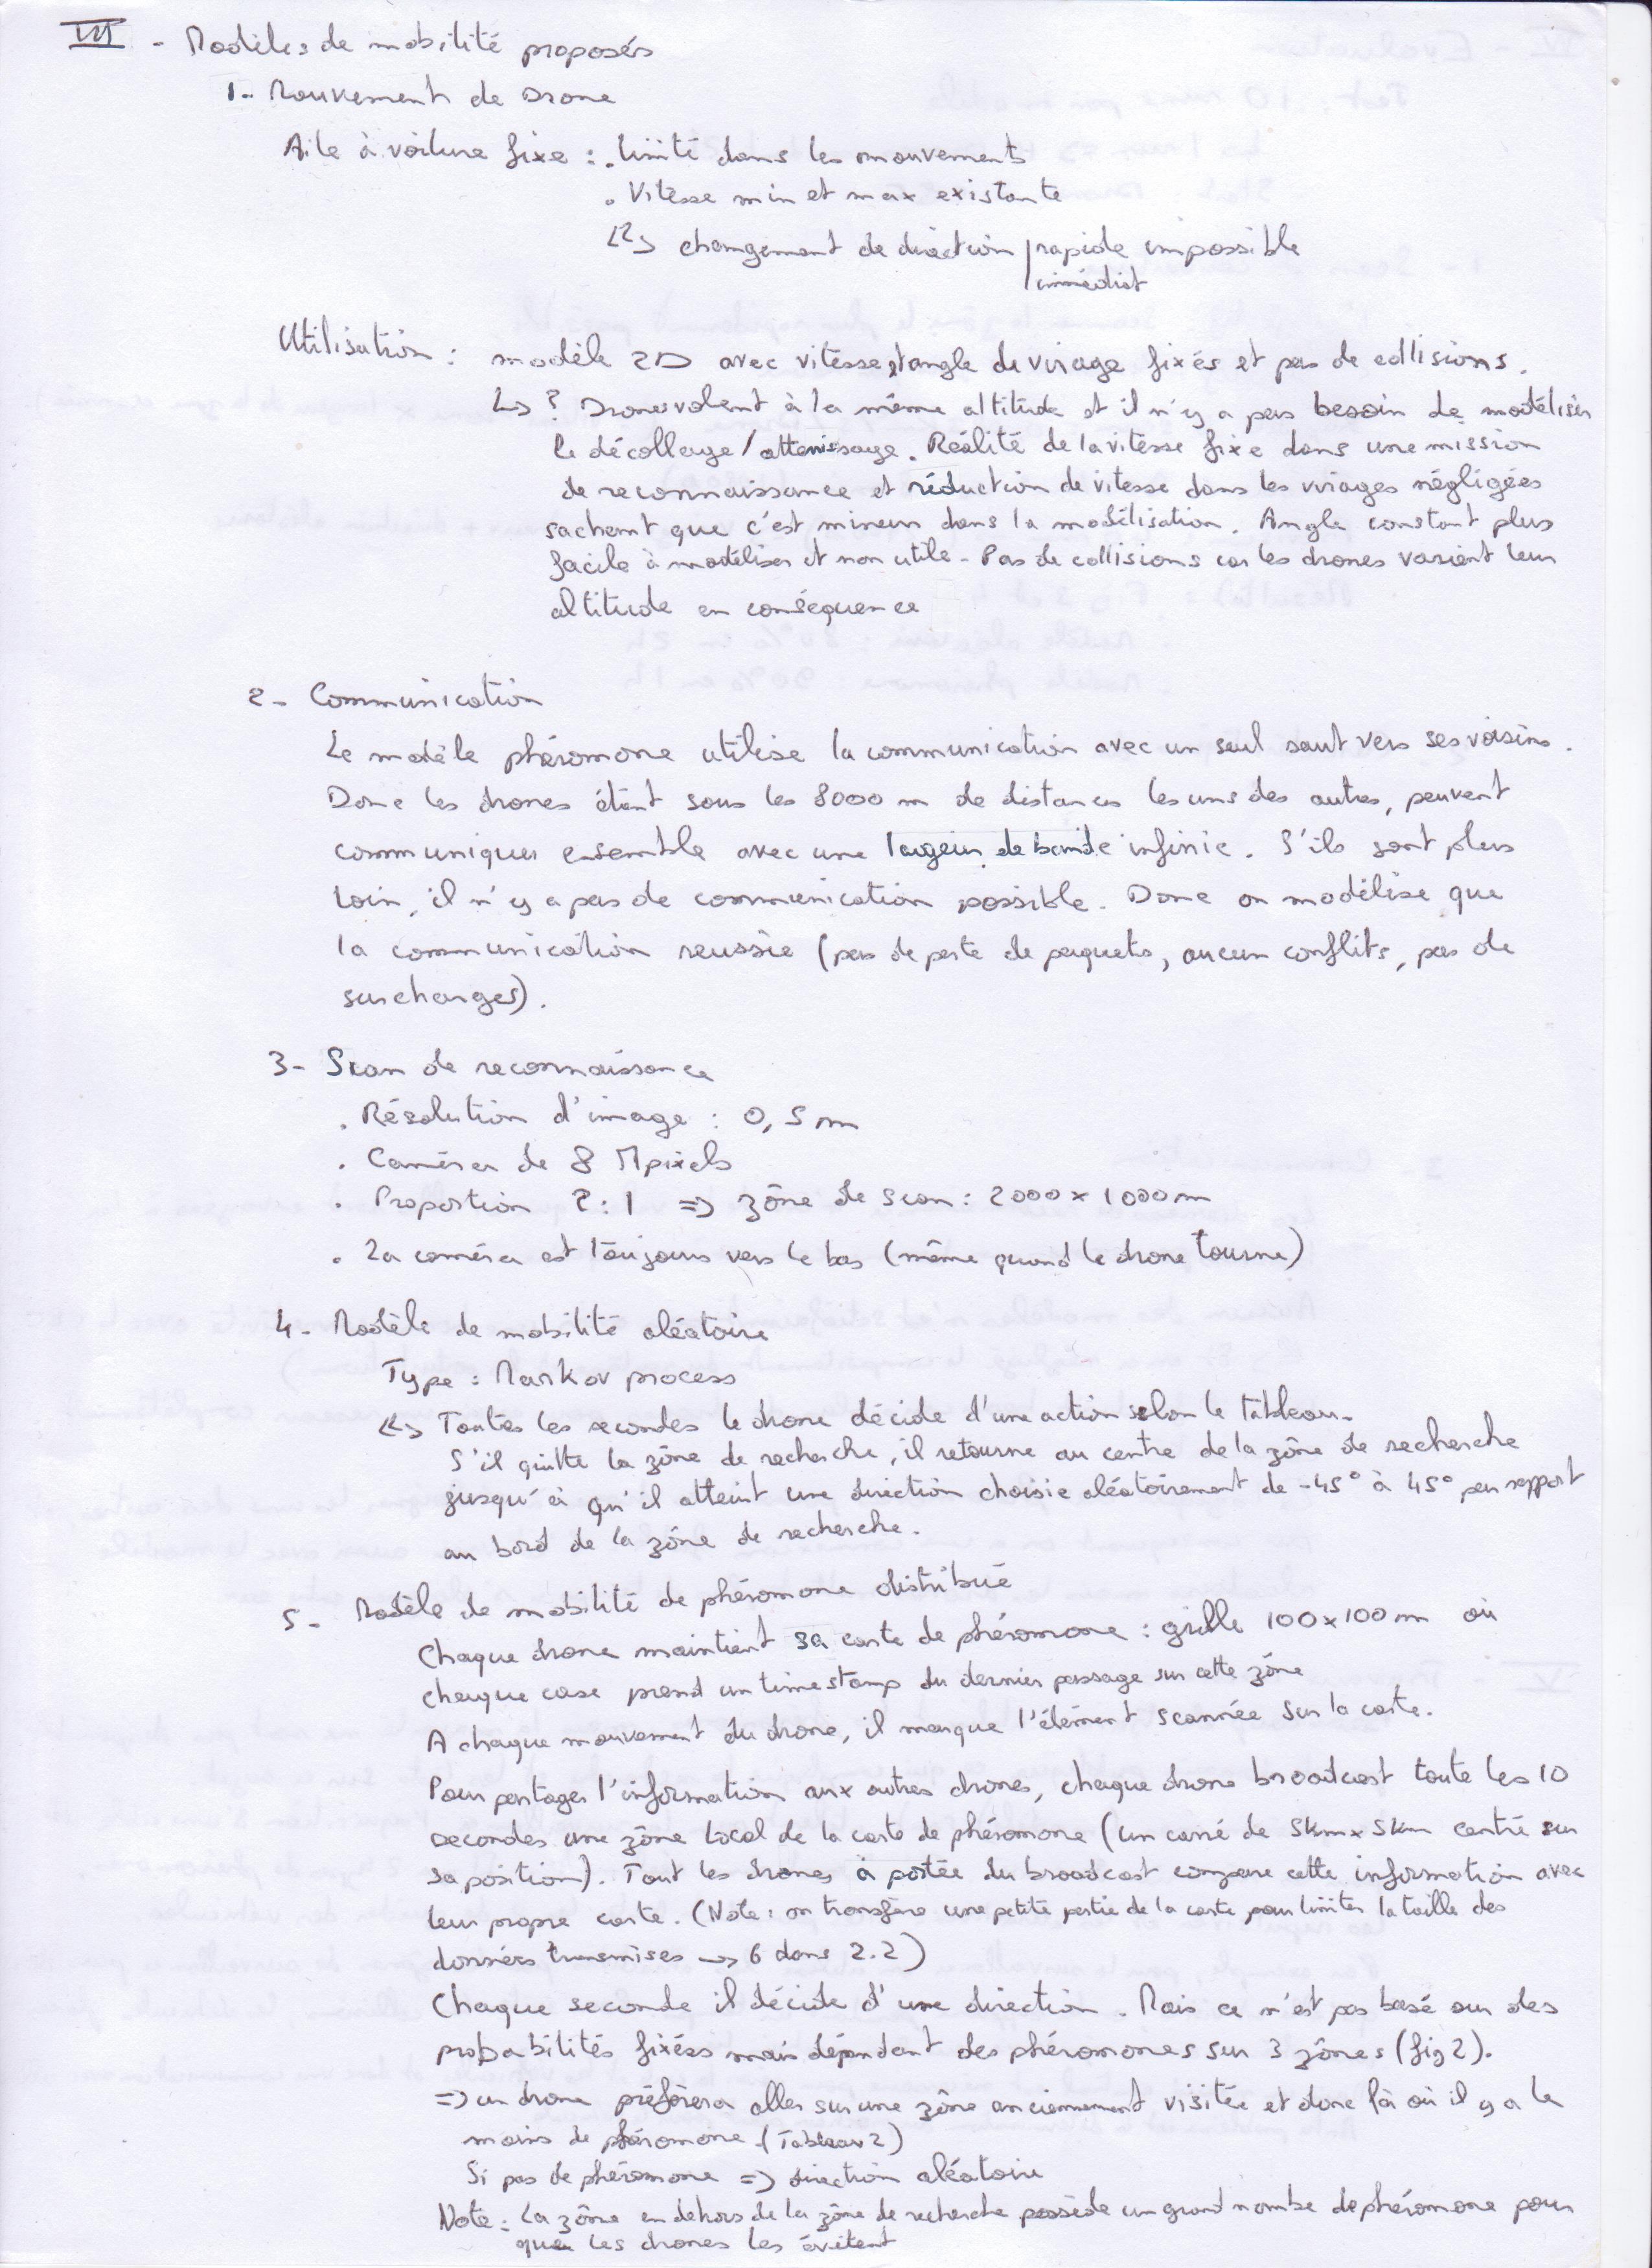 III - Modèles de mobilité proposés
1- Mouvement de Drone
Aile à voilure fixe : . limité dans les mouvements
. Vitesse min et max existante
↳ changement de direction | rapide impossible
| immédiat
Utilisation : modèle 2D avec vitesse et angle de virage fixés et pas de collisions.
↳ ? Drones volent à la même altitude et il n'y a pas besoin de modéliser
le décollage / atterrissage. Réalité de la vitesse fixe dans une mission
de reconnaissance et réduction de vitesse dans les virages négligées
sachant que c'est mineur dans la modélisation. Angle constant plus
facile à modéliser et non utile - Pas de collisions car les drones varient leur
altitude en conséquence
2- Communication
Le modèle phéromone utilise la communication avec un seul saut vers ses voisins.
Donc les drones étant sous les 8000 m de distances les uns des autres, peuvent
communiquer ensemble avec une largeur de bande infinie. S'ils sont plus
loin, il n'y a pas de communication possible. Donc on modélise que
la communication reussie (pas de perte de paquets, aucun conflits, pas de
surcharges).
3- Scan de reconnaissance
. Résolution d'image : 0,5 m
. Caméra de 8 Mpixels
. Proportion 2:1 => zône de scan : 2000 x 1000 m
. La caméra est toujours vers le bas (même quand le drone tourne)
4- Modèle de mobilité aléatoire
Type : Markov process
↳ Toutes les secondes le drone décide d'une action selon le tableau.
S'il quitte la zône de recherche, il retourne au centre de la zône de recherche
jusqu'à qu'il atteint une direction choisie aléatoirement de -45° à 45° par rapport
au bord de la zône de recherche.
5- Modèle de mobilité de phéromone distribué
Chaque drone maintient sa carte de phéromone : grille 100x100 m où
chaque case prend un timestamp du dernier passage sur cette zône
A chaque mouvement du drone, il marque l'élément scannée sur la carte.
Pour partager l'information aux autres drones, chaque drone broadcast toute les 10
secondes une zône local de la carte de phéromone (un carré de 5km x 5km centré sur
sa position). Tout les drones à portée du broadcast compare cette information avec
leur propre carte. (Note : on transfère une petite partie de la carte pour limiter la taille des
données transmises → 6 dans 2.2)
Chaque seconde il décide d'une direction. Mais ce n'est pas basé sur des
probabilités fixées mais dépendant des phéromones sur 3 zônes (fig 2).
=> un drone préfèrera aller sur une zône anciennement visitée et donc là où il y a le
moins de phéromone. (Tableau 2)
Si pas de phéromone => direction aléatoire
Note : La zône en dehors de la zône de recherche possède un grand nombe de phéromone pour
que les drones les évitent